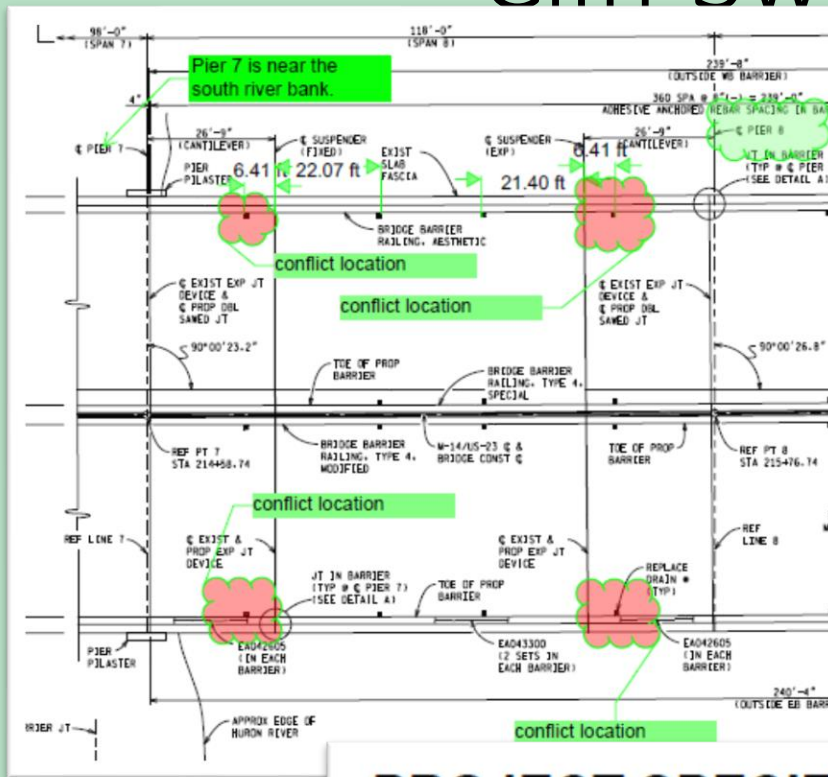 98'-0"
(SPAN 7)
118'-0"
(SPAN 8)
239'-8"
(OUTSIDE WB BARRIER)
Pier 7 is near the
south river bank.
360 SPA @ 8"(-) = 239'-0"
ADHESIVE ANCHORED REBAR SPACING IN BAR
4"
26'-9"
(CANTILEVER)
℄ SUSPENDER
(FIXED)
EXIST
SLAB
FASCIA
℄ SUSPENDER
(EXP)
26'-9"
℄ PIER 8
℄ PIER 7
PIER
PILASTER
6.41 ft
22.07 ft
21.40 ft
6.41 ft
JT IN BARRIER
(TYP @ ℄ PIER
(SEE DETAIL A)
BRIDGE BARRIER
RAILING, AESTHETIC
conflict location
conflict location
℄ EXIST EXP JT
DEVICE &
℄ PROP DBL
SAWED JT
℄ EXIST EXP JT
DEVICE &
℄ PROP DBL
SAWED JT
90°00'23.2"
90°00'26.8"
TOE OF PROP
BARRIER
BRIDGE BARRIER
RAILING, TYPE 4,
SPECIAL
REF PT 7
STA 214+58.74
BRIDGE BARRIER
RAILING, TYPE 4,
MODIFIED
M-14/US-23 ℄ &
BRIDGE CONST ℄
TOE OF PROP
BARRIER
REF PT 8
STA 215+76.74
conflict location
REF LINE 7
℄ EXIST &
PROP EXP JT
DEVICE
℄ EXIST &
PROP EXP JT
DEVICE
REF
LINE 8
JT IN BARRIER
(TYP @ ℄ PIER 7)
(SEE DETAIL A)
TOE OF PROP
BARRIER
REPLACE
DRAIN @
(TYP)
PIER
PILASTER
EA042605
(IN EACH
BARRIER)
EA043300
(2 SETS IN
EACH BARRIER)
EA042605
(IN EACH
BARRIER)
240'-4"
(OUTSIDE EB BARR
RRIER JT
APPROX EDGE OF
HURON RIVER
conflict location